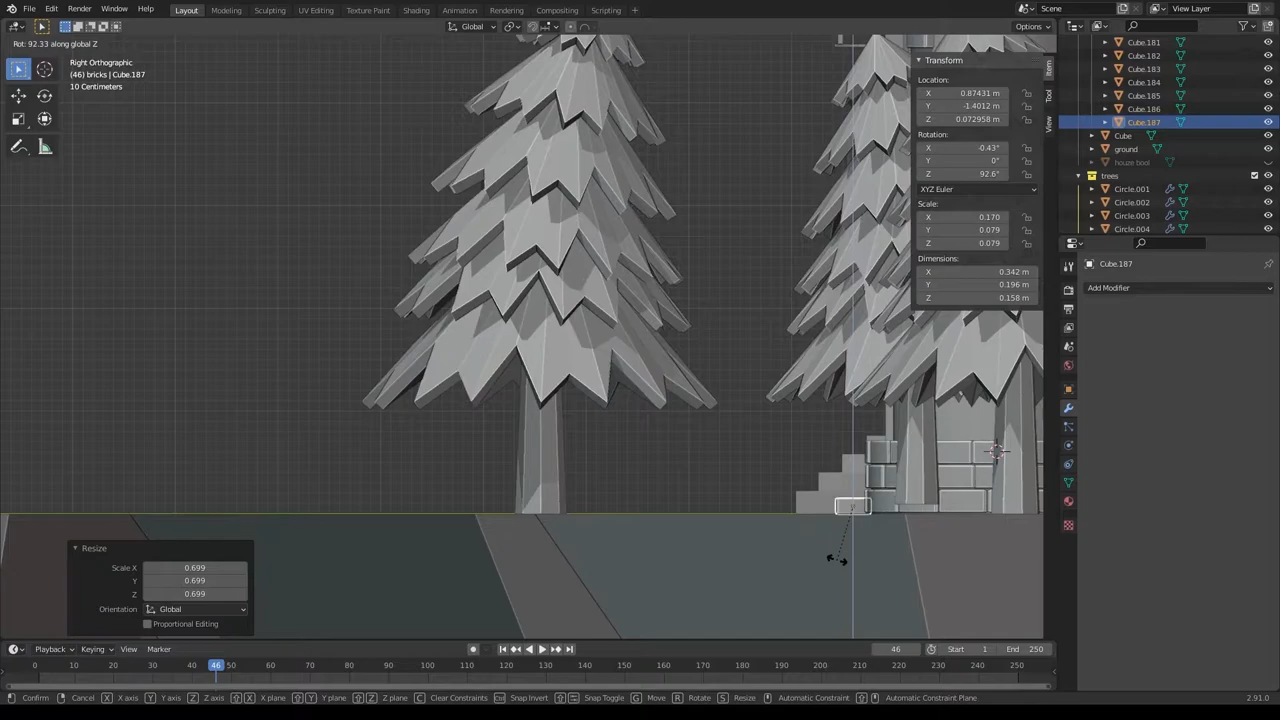 File Edit Render Window Help
Layout Modeling Sculpting UV Editing Texture Paint Shading Animation Rendering Compositing Scripting
Scene
View Layer
Global
Options
Rot: 92.33 along global Z
Right Orthographic
(46) bricks | Cube.187
10 Centimeters
Transform
Location:
X 0.87431 m
Y -1.4012 m
Z 0.072958 m
Rotation:
X -0.43°
Y 0°
Z 92.6°
XYZ Euler
Scale:
X 0.170
Y 0.079
Z 0.079
Dimensions:
X 0.342 m
Y 0.196 m
Z 0.158 m
Item
Tool
View
Cube.181
Cube.182
Cube.183
Cube.184
Cube.185
Cube.186
Cube.187
Cube
ground
houze bool
trees
Circle.001
Circle.002
Circle.003
Circle.004
Cube.187
Add Modifier
Resize
Scale X 0.699
Y 0.699
Z 0.699
Orientation Global
Proportional Editing
Playback Keying View Marker
46 Start 1 End 250
0 10 20 30 40 46 50 60 70 80 90 100 110 120 130 140 150 160 170 180 190 200 210 220 230 240 250
Confirm Cancel X X axis Y Y axis Z Z axis X X plane Y Y plane Z Z plane C Clear Constraints Snap Invert Snap Toggle G Move R Rotate S Resize Automatic Constraint Automatic Constraint Plane
2.91.0